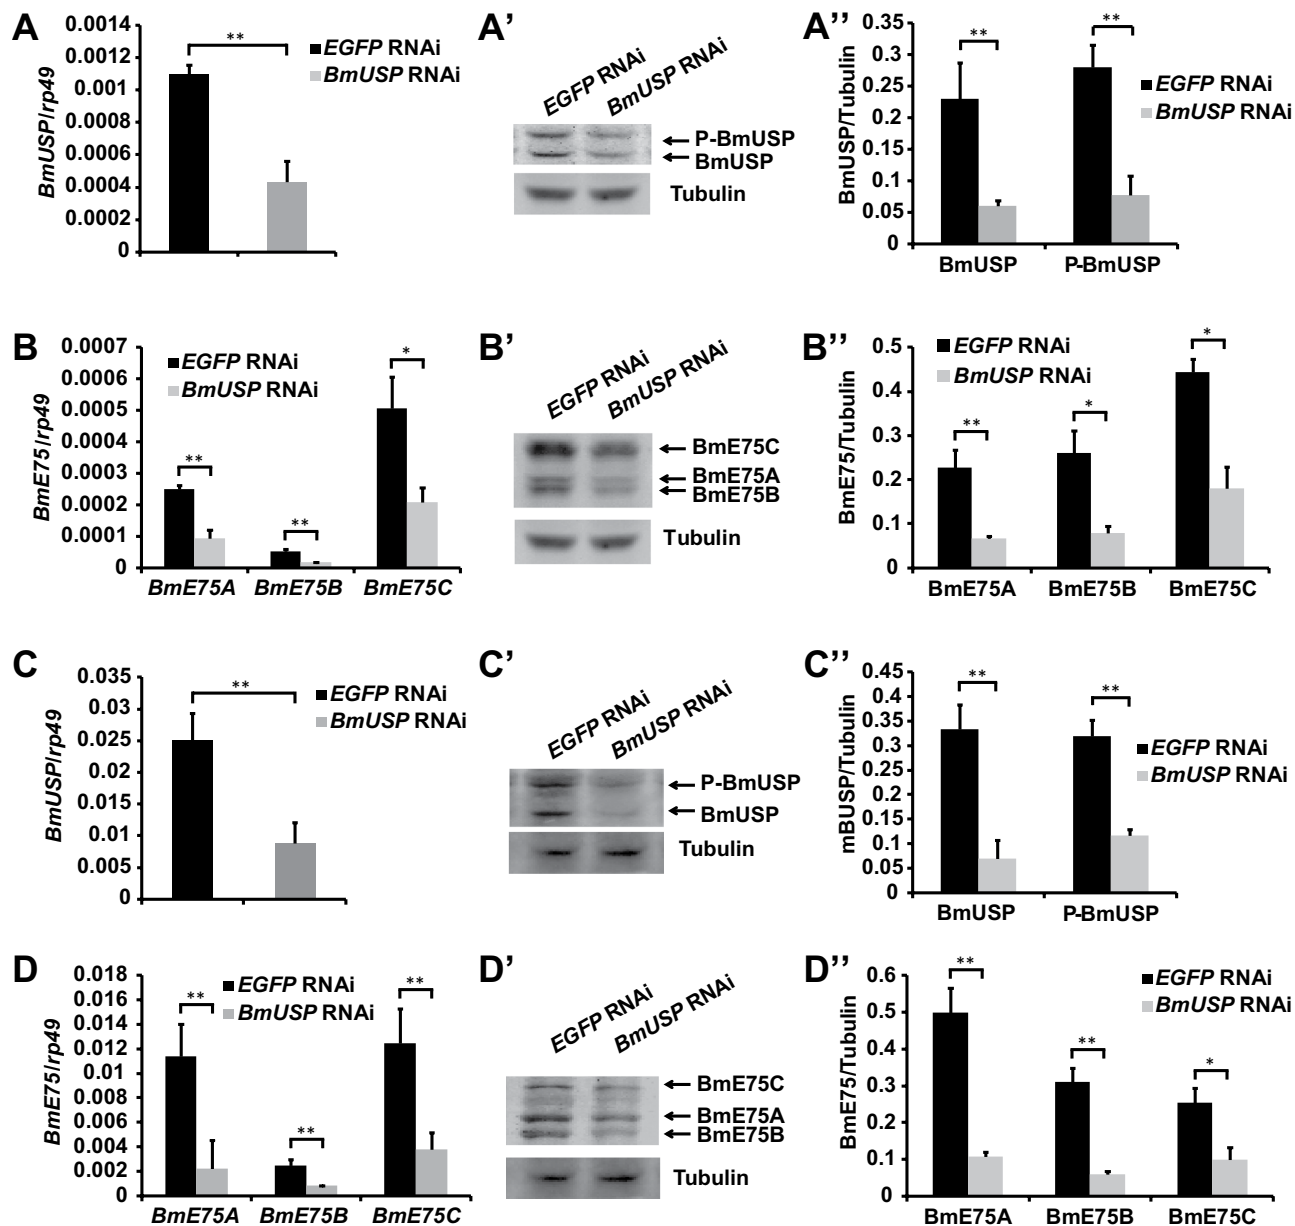 A
0.0014
0.0012
0.001
0.0008
0.0006
0.0004
0.0002
0
BmUSP/rp49
**
EGFP RNAi
BmUSP RNAi
A’
EGFP RNAi
BmUSP RNAi
P-BmUSP
BmUSP
Tubulin
A’’
0.35
0.3
0.25
0.2
0.15
0.1
0.05
0
BmUSP/Tubulin
**
**
EGFP RNAi
BmUSP RNAi
BmUSP
P-BmUSP
B
0.0007
0.0006
0.0005
0.0004
0.0003
0.0002
0.0001
0
BmE75/rp49
EGFP RNAi
BmUSP RNAi
**
**
*
BmE75A
BmE75B
BmE75C
B’
EGFP RNAi
BmUSP RNAi
BmE75C
BmE75A
BmE75B
Tubulin
B’’
0.5
0.4
0.3
0.2
0.1
0
BmE75/Tubulin
EGFP RNAi
BmUSP RNAi
**
*
*
BmE75A
BmE75B
BmE75C
C
0.035
0.03
0.025
0.02
0.015
0.01
0.005
0
BmUSP/rp49
**
EGFP RNAi
BmUSP RNAi
C’
EGFP RNAi
BmUSP RNAi
P-BmUSP
BmUSP
Tubulin
C’’
0.45
0.4
0.35
0.3
0.25
0.2
0.15
0.1
0.05
0
mBUSP/Tubulin
**
**
EGFP RNAi
BmUSP RNAi
BmUSP
P-BmUSP
D
0.018
0.016
0.014
0.012
0.01
0.008
0.006
0.004
0.002
0
BmE75/rp49
EGFP RNAi
BmUSP RNAi
**
**
**
BmE75A
BmE75B
BmE75C
D’
EGFP RNAi
BmUSP RNAi
BmE75C
BmE75A
BmE75B
Tubulin
D’’
0.6
0.5
0.4
0.3
0.2
0.1
0
BmE75/Tubulin
**
**
*
EGFP RNAi
BmUSP RNAi
BmE75A
BmE75B
BmE75C